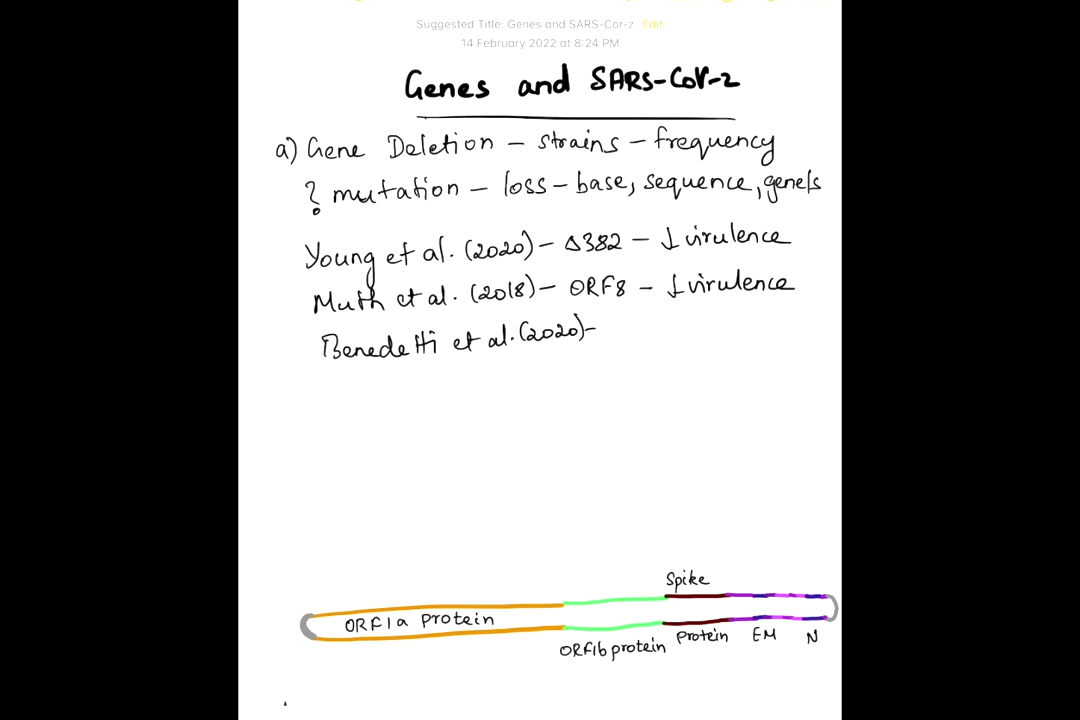 Suggested Title: Genes and SARS-Cor-z Edit
14 February 2022 at 8:24 PM
Genes and SARS-CoV-2
a) Gene Deletion – strains – frequency
? mutation – loss – base, sequence, gene/s
Young et al. (2020) – Δ382 – ↓ virulence
Muth et al. (2018) – ORF8 – ↓ virulence
Benedetti et al. (2020) –
Spike
ORF1a Protein
ORF1b protein Protein EM N